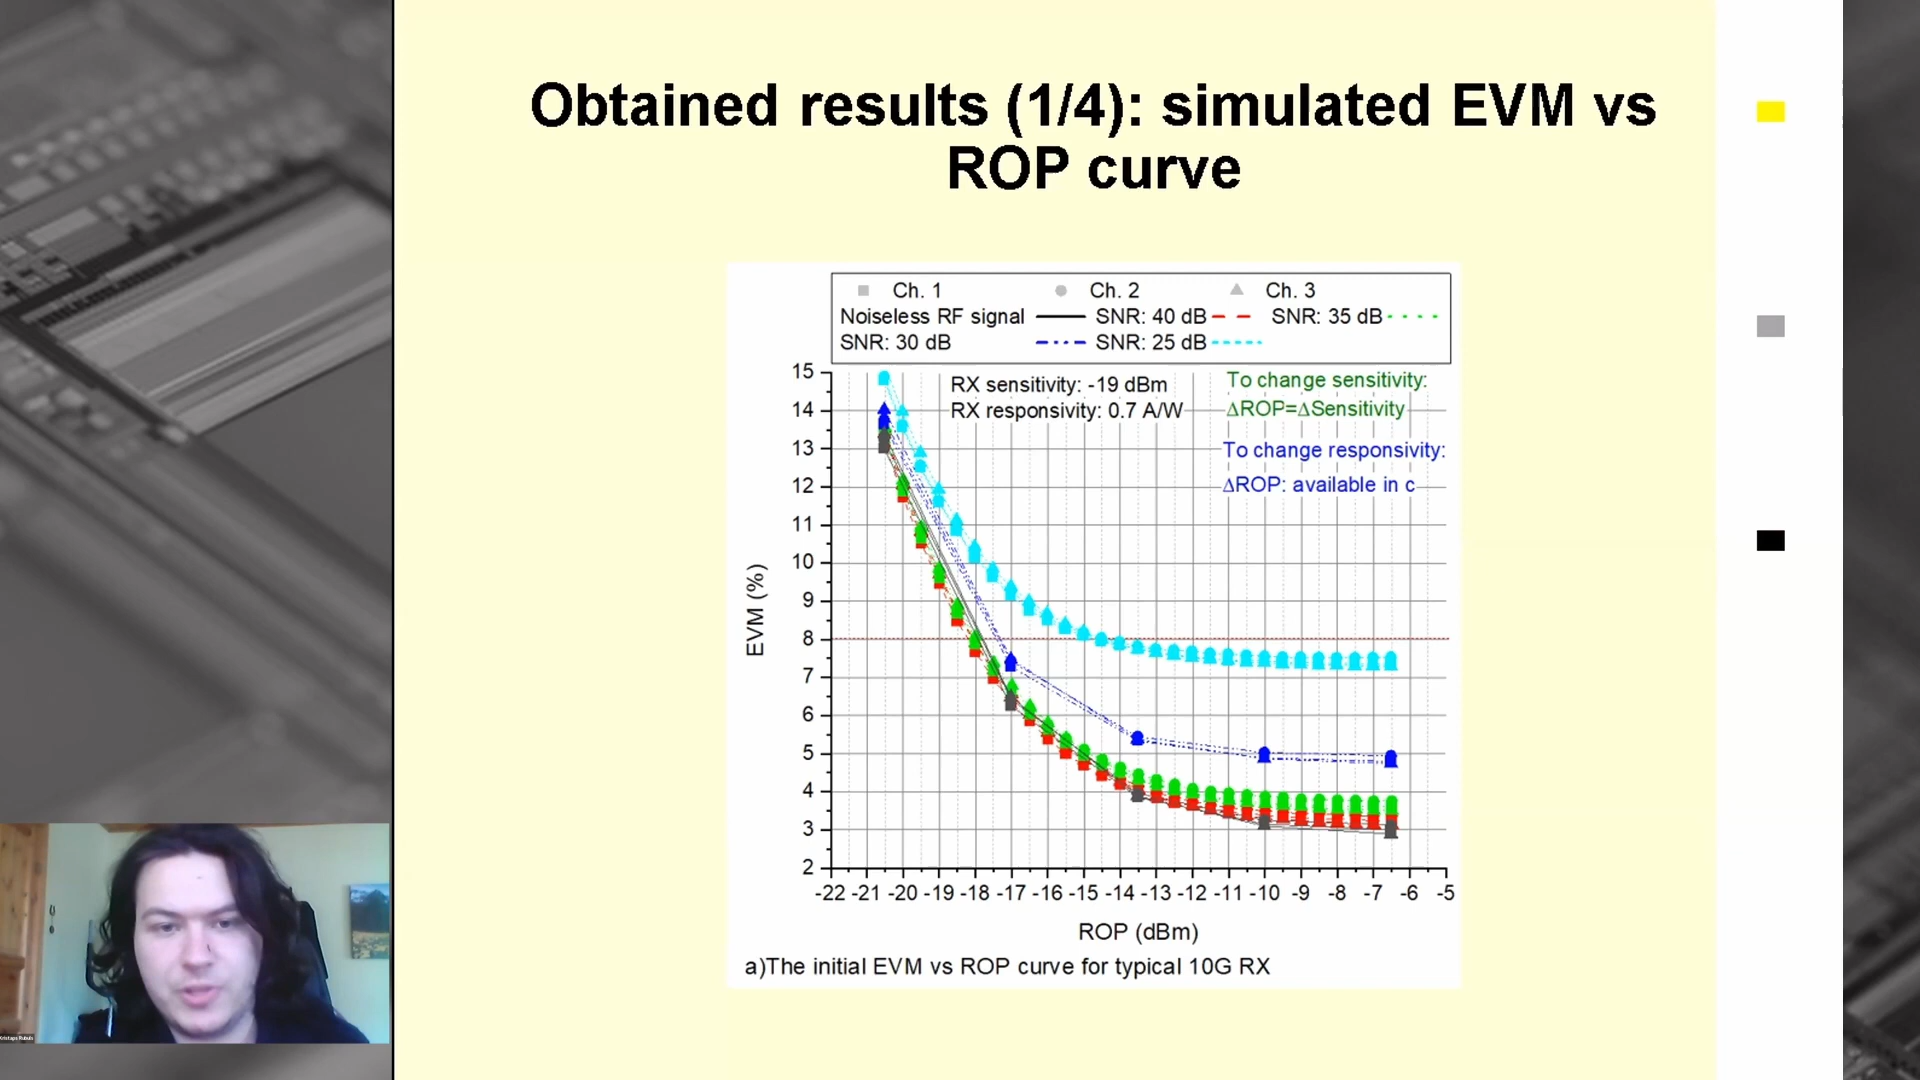 Obtained results (1/4): simulated EVM vs
ROP curve
Ch. 1 Ch. 2 Ch. 3
Noiseless RF signal SNR: 40 dB SNR: 35 dB
SNR: 30 dB SNR: 25 dB
RX sensitivity: -19 dBm
RX responsivity: 0.7 A/W
To change sensitivity:
ΔROP=ΔSensitivity
To change responsivity:
ΔROP: available in c
15
14
13
12
11
10
9
8
7
6
5
4
3
2
EVM (%)
-22 -21 -20 -19 -18 -17 -16 -15 -14 -13 -12 -11 -10 -9 -8 -7 -6 -5
ROP (dBm)
a)The initial EVM vs ROP curve for typical 10G RX